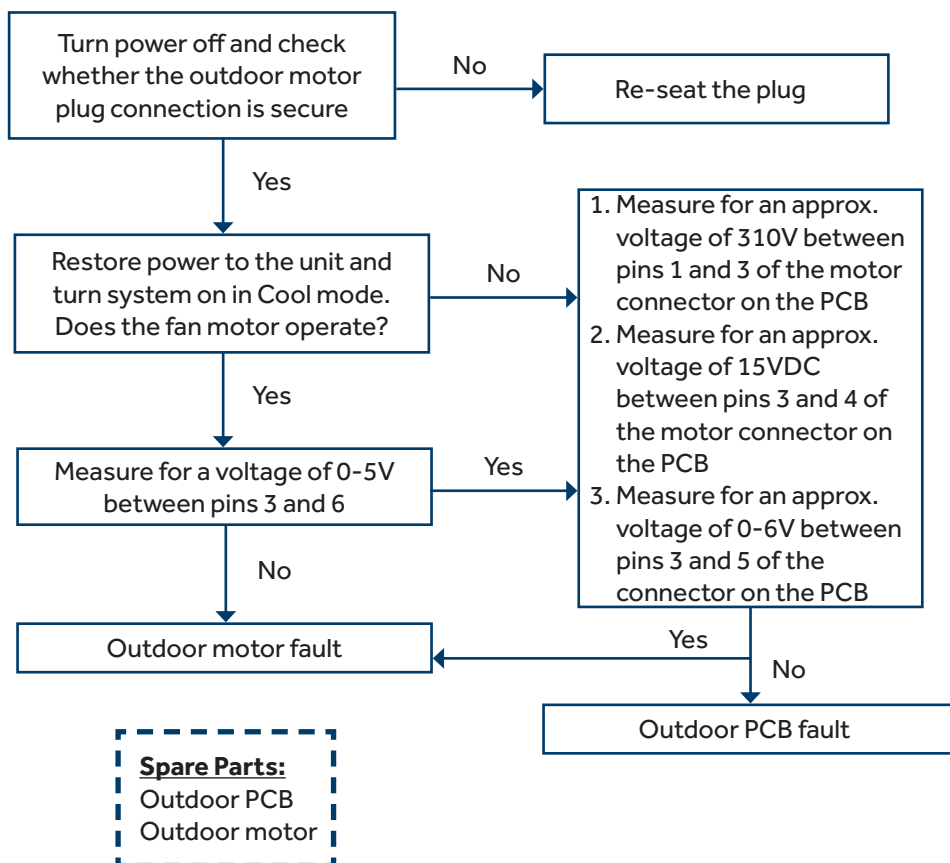 Turn power off and check
whether the outdoor motor
plug connection is secure
No
Re-seat the plug
Yes
Restore power to the unit and
turn system on in Cool mode.
Does the fan motor operate?
No
1. Measure for an approx.
voltage of 310V between
pins 1 and 3 of the motor
connector on the PCB
2. Measure for an approx.
voltage of 15VDC
between pins 3 and 4 of
the motor connector on
the PCB
3. Measure for an approx.
voltage of 0-6V between
pins 3 and 5 of the
connector on the PCB
Yes
Measure for a voltage of 0-5V
between pins 3 and 6
Yes
No
Outdoor motor fault
Yes
No
Outdoor PCB fault
Spare Parts:
Outdoor PCB
Outdoor motor